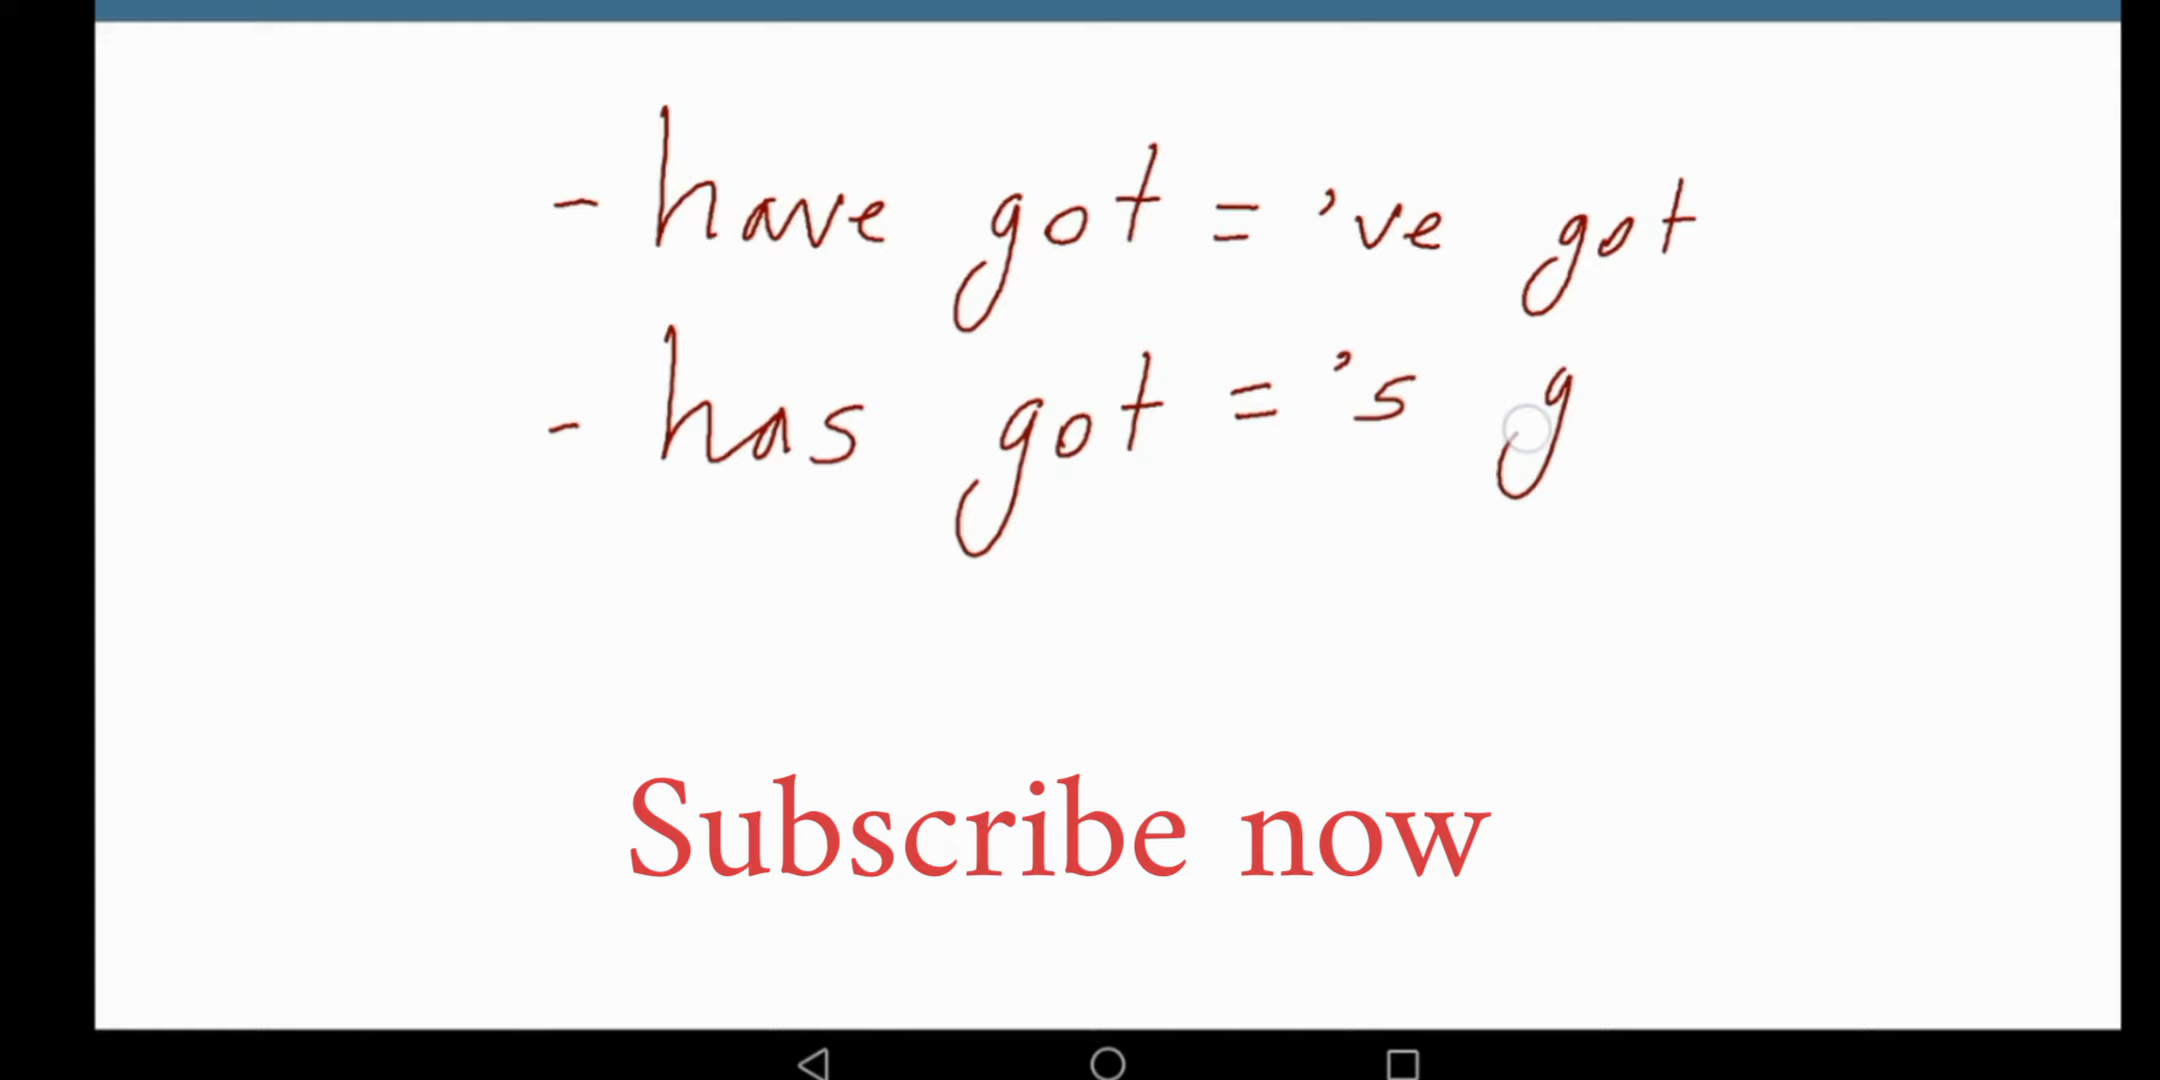 - have got = 've got
- has got = 's g
Subscribe now